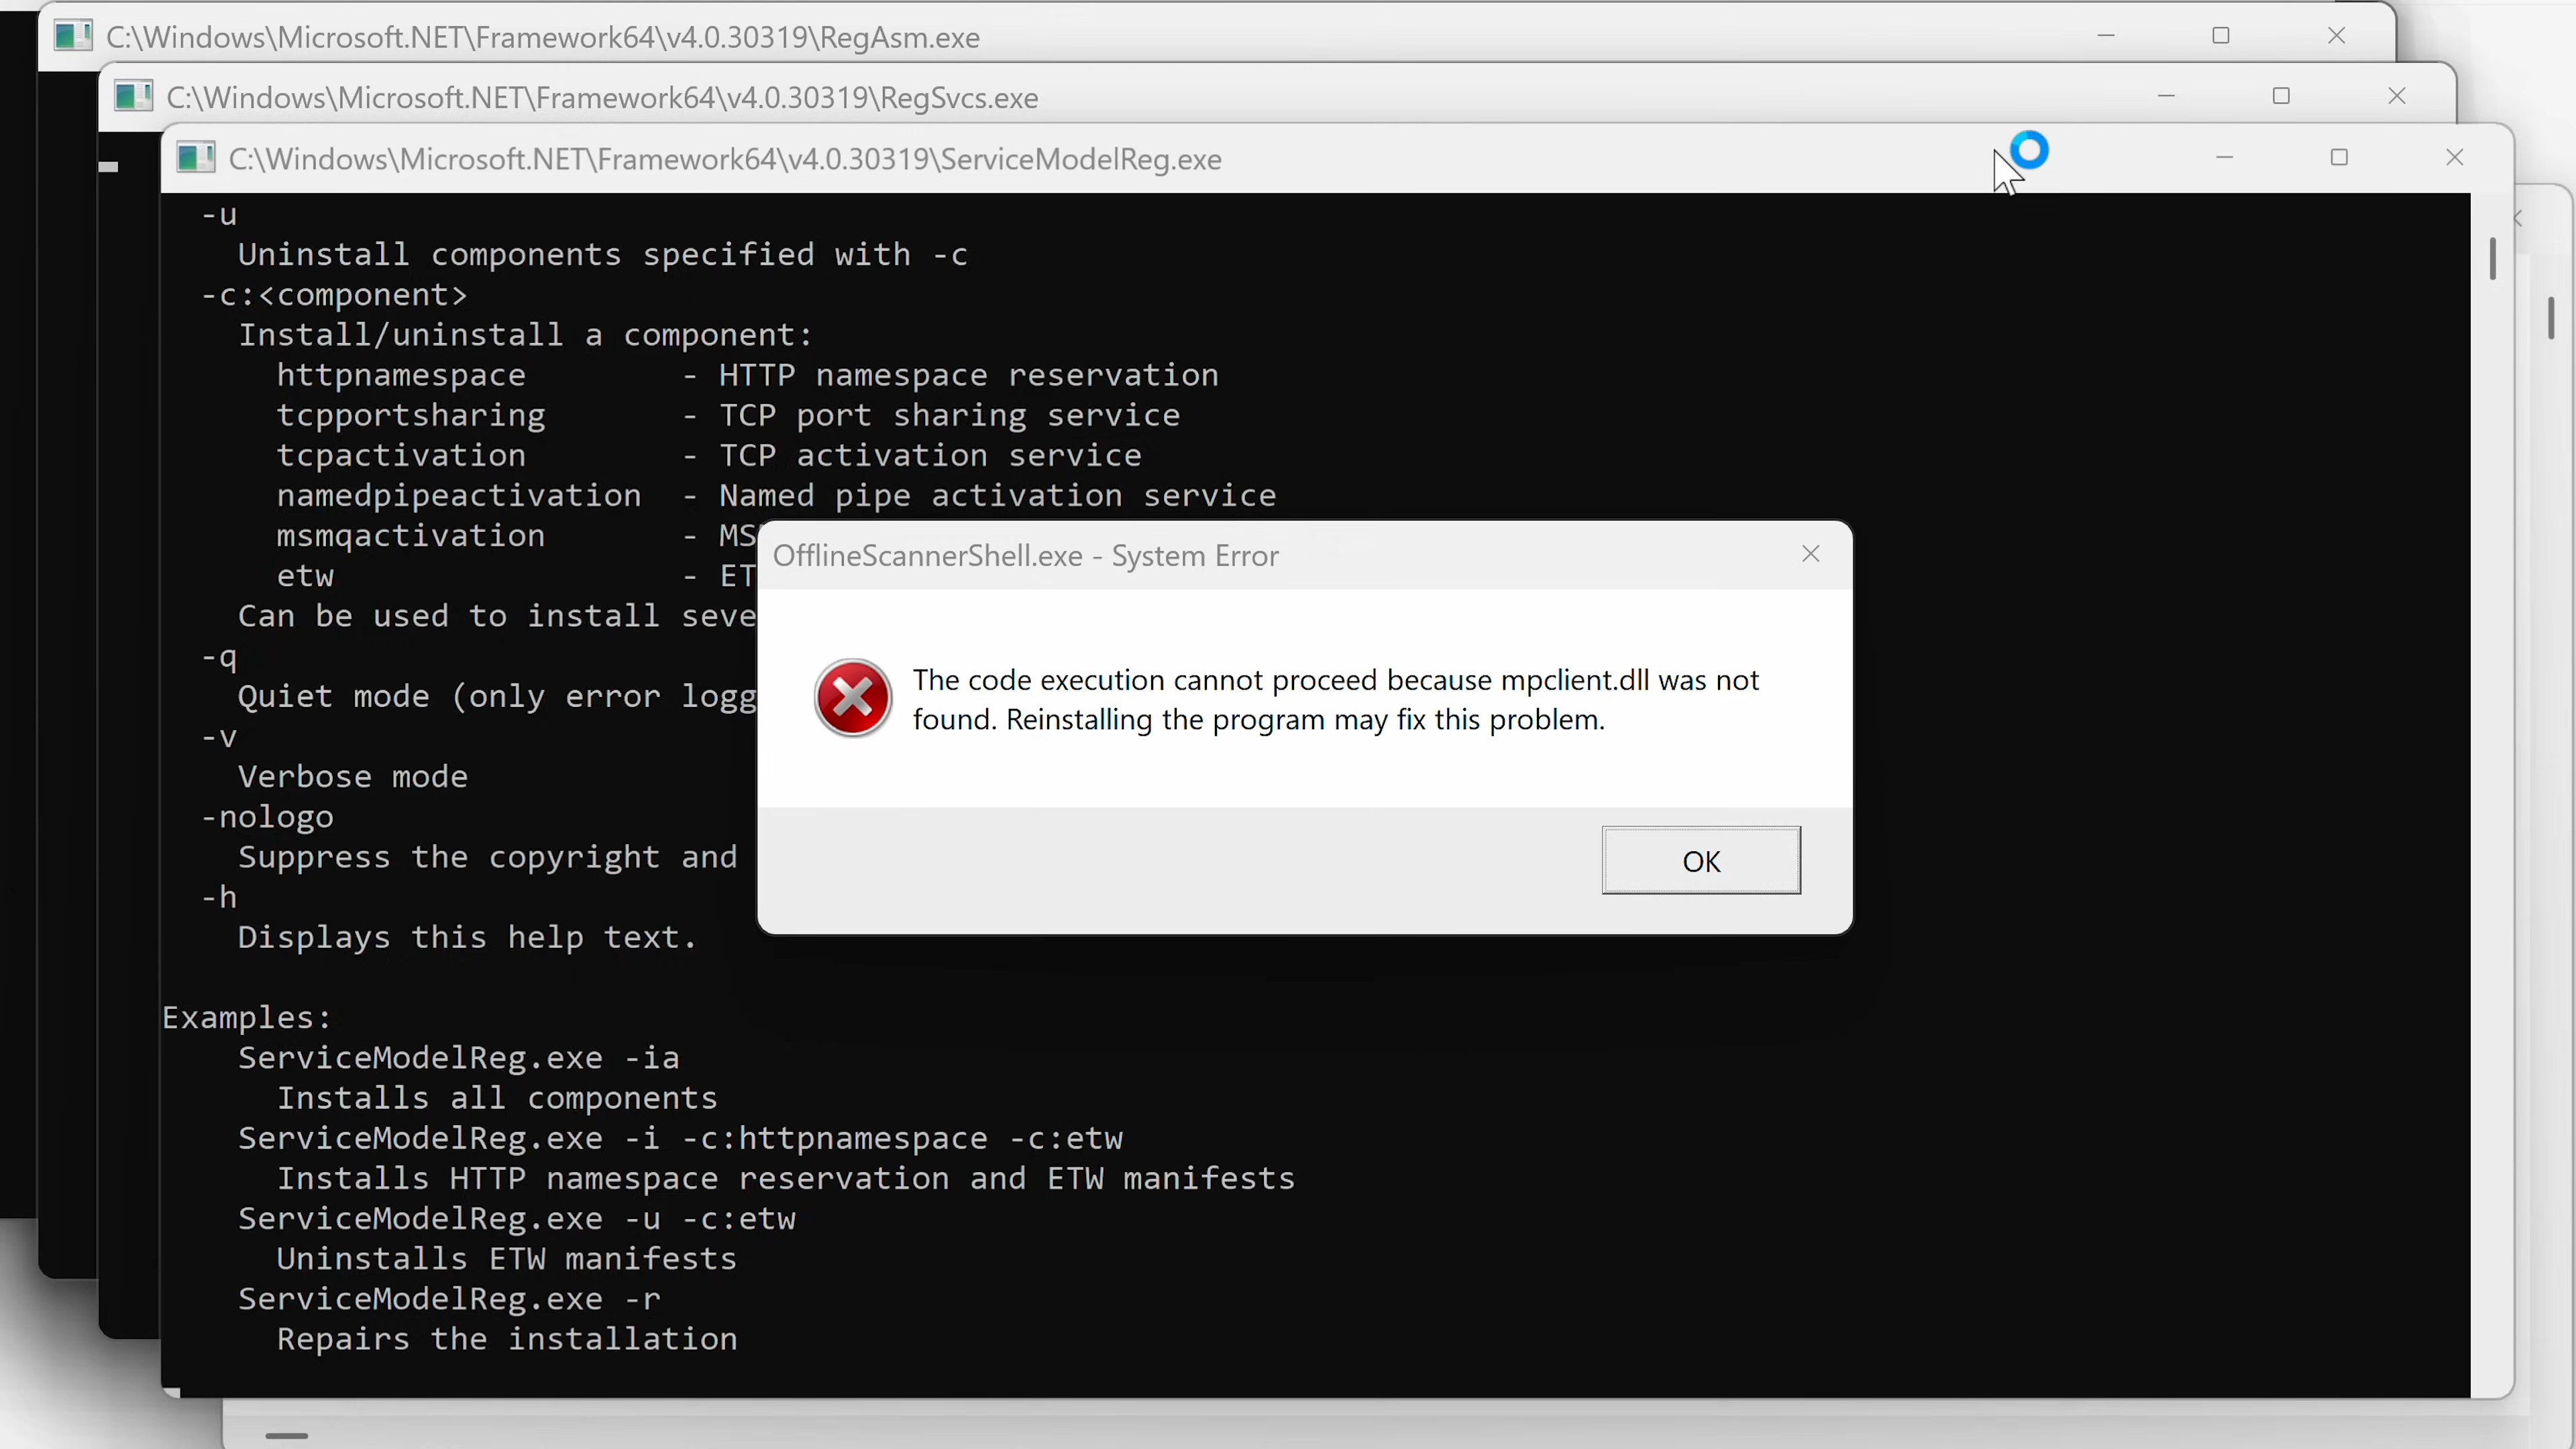 C:\Windows\Microsoft.NET\Framework64\v4.0.30319\RegAsm.exe
C:\Windows\Microsoft.NET\Framework64\v4.0.30319\RegSvcs.exe
C:\Windows\Microsoft.NET\Framework64\v4.0.30319\ServiceModelReg.exe
-u
Uninstall components specified with -c
-c:<component>
Install/uninstall a component:
httpnamespace - HTTP namespace reservation
tcpportsharing - TCP port sharing service
tcpactivation - TCP activation service
namedpipeactivation - Named pipe activation service
msmqactivation - MS
etw - ET
Can be used to install seve
-q
Quiet mode (only error logg
-v
Verbose mode
-nologo
Suppress the copyright and
-h
Displays this help text.
Examples:
ServiceModelReg.exe -ia
Installs all components
ServiceModelReg.exe -i -c:httpnamespace -c:etw
Installs HTTP namespace reservation and ETW manifests
ServiceModelReg.exe -u -c:etw
Uninstalls ETW manifests
ServiceModelReg.exe -r
Repairs the installation
OfflineScannerShell.exe - System Error
The code execution cannot proceed because mpclient.dll was not
found. Reinstalling the program may fix this problem.
OK